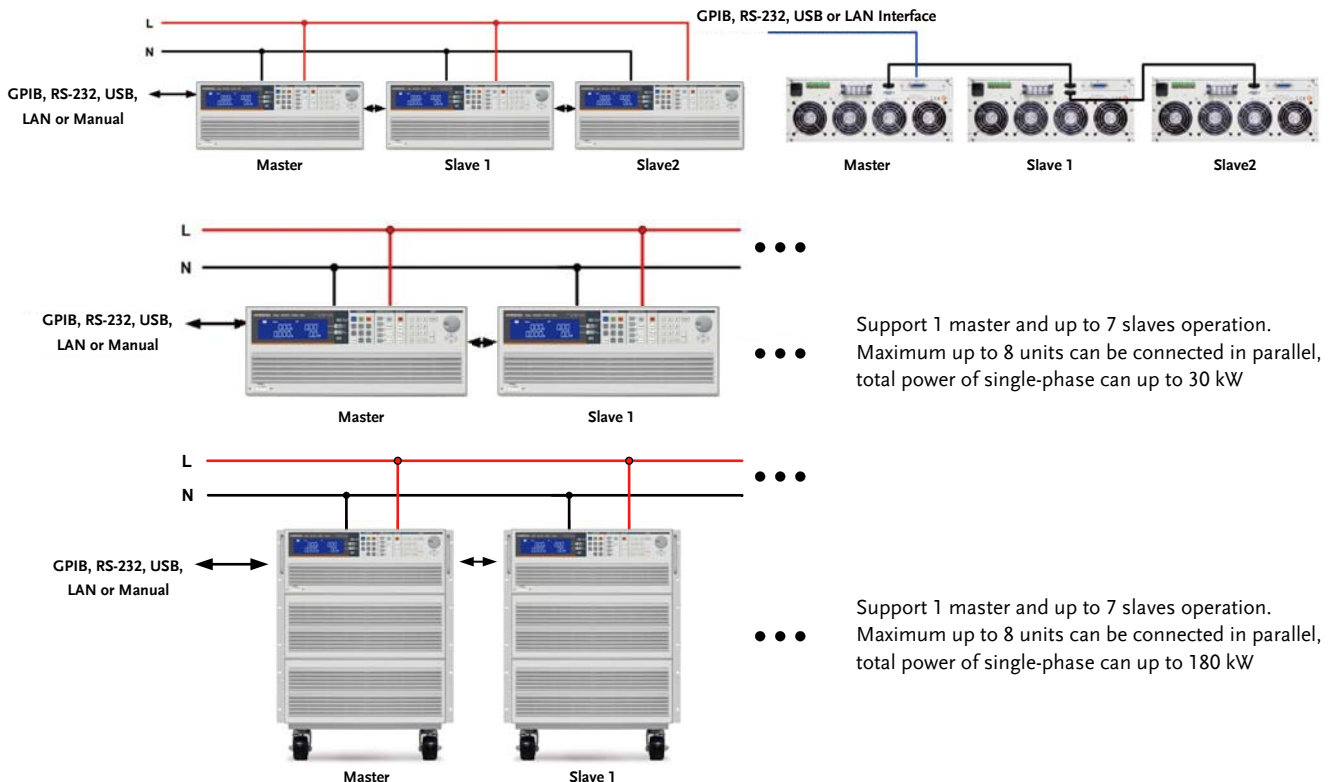 L
GPIB, RS-232, USB or LAN Interface
N
GPIB, RS-232, USB,
LAN or Manual
Master
Slave 1
Slave2
Master
Slave 1
Slave2
L
N
GPIB, RS-232, USB,
LAN or Manual
Support 1 master and up to 7 slaves operation.
Maximum up to 8 units can be connected in parallel,
total power of single-phase can up to 30 kW
Master
Slave 1
L
N
GPIB, RS-232, USB,
LAN or Manual
Support 1 master and up to 7 slaves operation.
Maximum up to 8 units can be connected in parallel,
total power of single-phase can up to 180 kW
Master
Slave 1